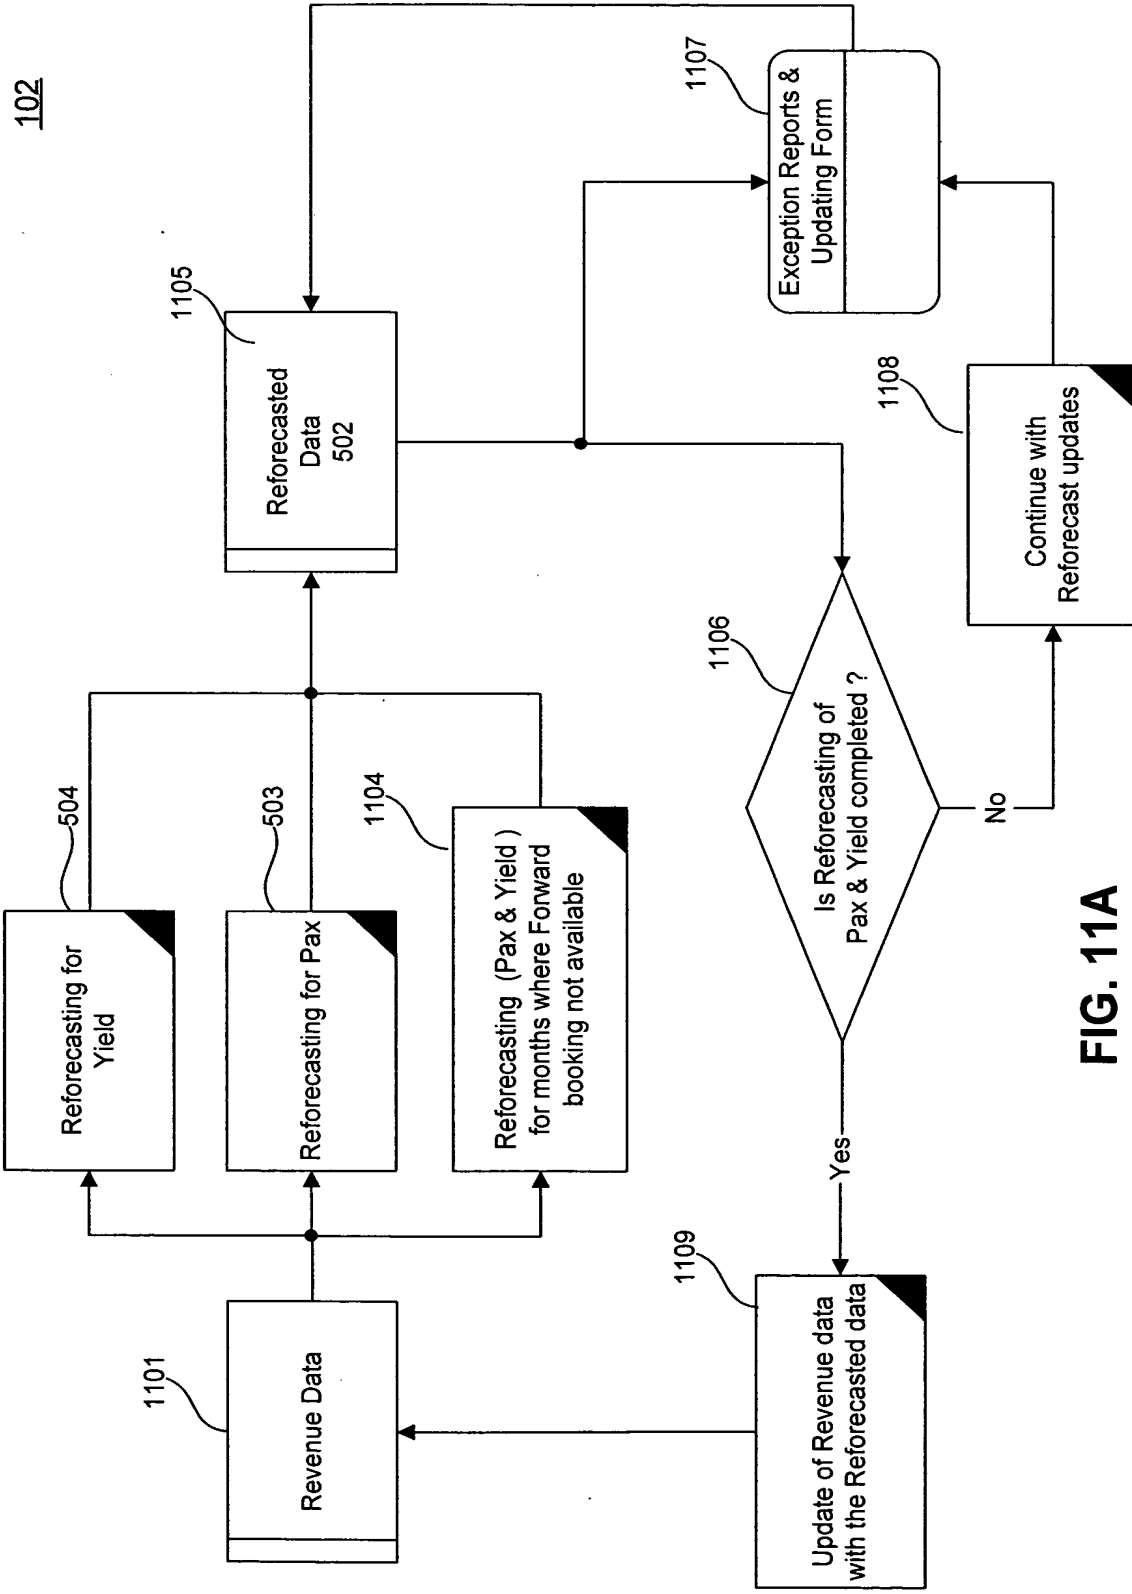 102
504
Reforecasting for
Yield
1101
Revenue Data
503
Reforecasting for Pax
1105
Reforecasted
Data
502
1104
Reforecasting (Pax & Yield )
for months where Forward
booking not available
1109
Update of Revenue data
with the Reforecasted data
Yes
1106
Is Reforecasting of
Pax & Yield completed ?
No
1107
Exception Reports &
Updating Form
1108
Continue with
Reforecast updates
FIG. 11A